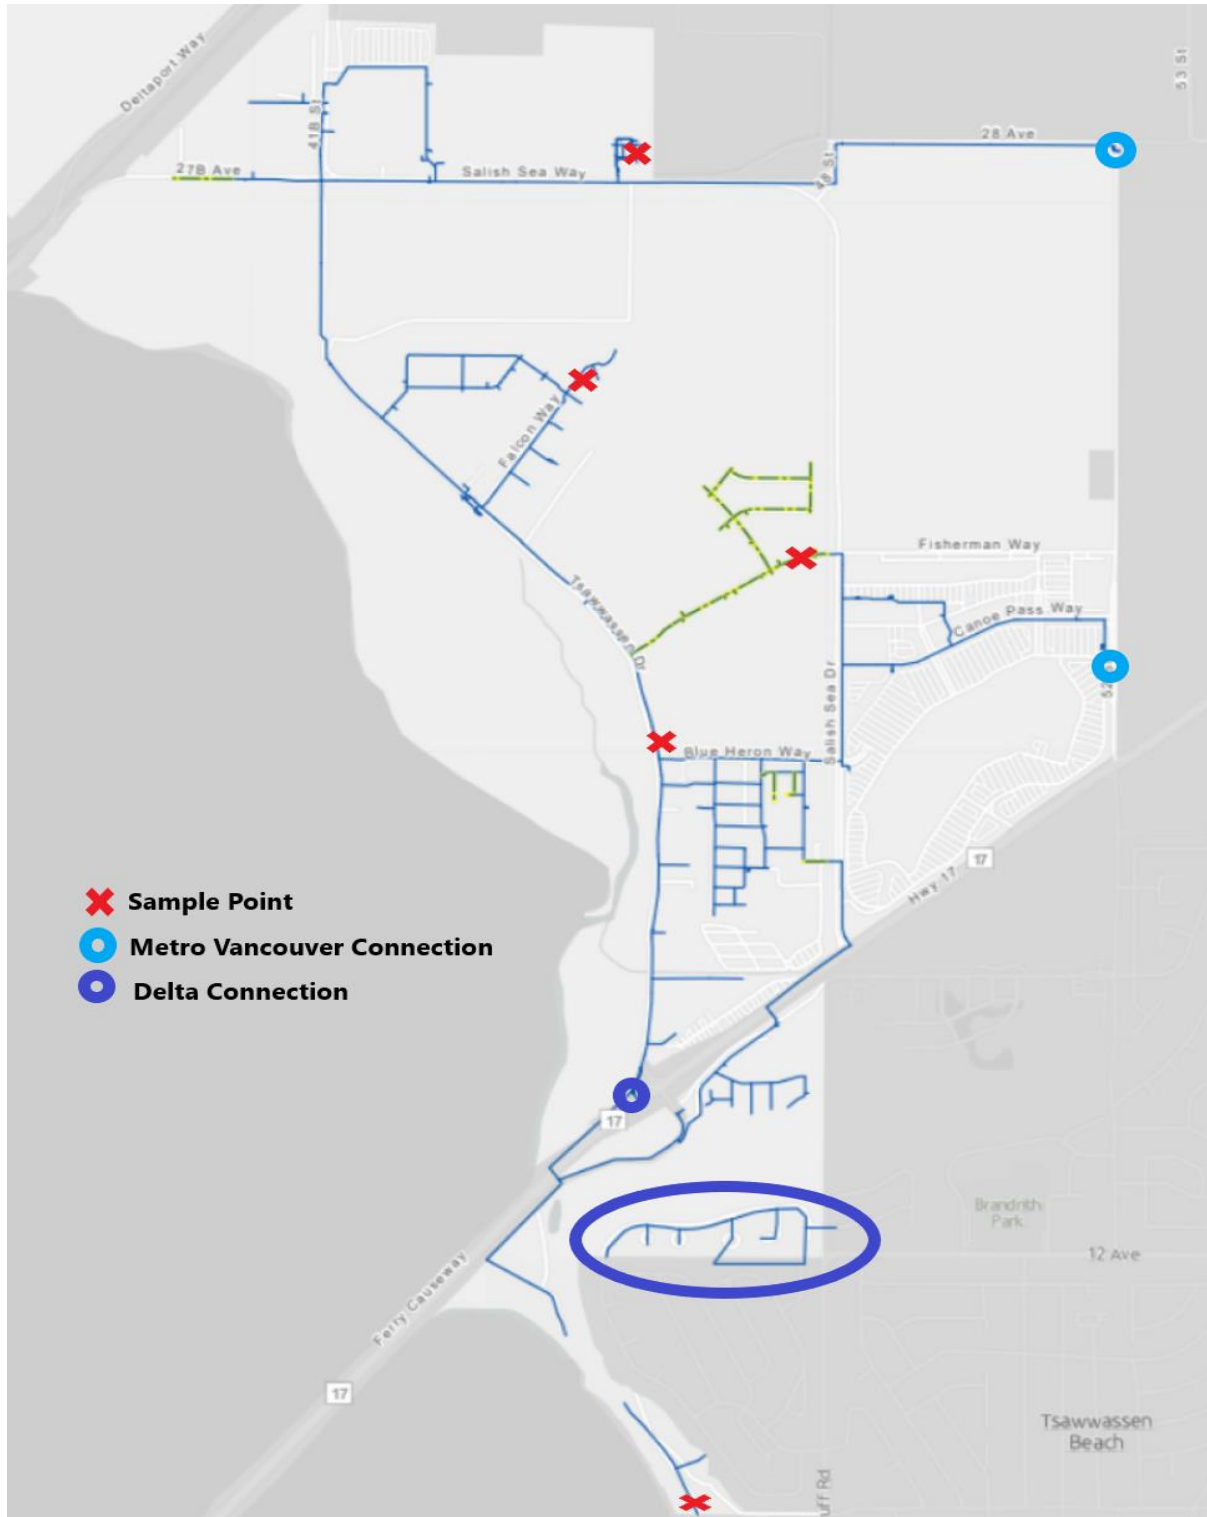 Deltaport Way
53 St
41B St
28 Ave
27B Ave
Salish Sea Way
48 St
Falcon Way
Fisherman Way
Tsawwassen Dr
Canoe Pass Way
Salish Sea Dr
Blue Heron Way
17
Hwy 17
Sample Point
Metro Vancouver Connection
Delta Connection
17
Brandrith
Park
12 Ave
Ferry Causeway
17
Tsawwassen
Beach
uff Rd